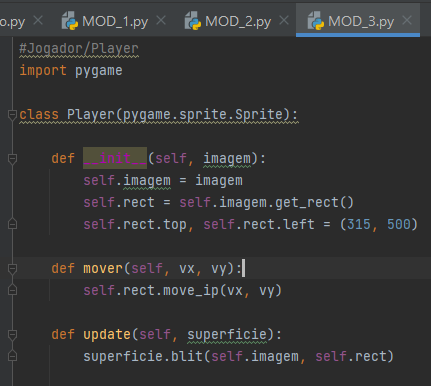 o.py MOD_1.py MOD_2.py MOD_3.py
#Jogador/Player
import pygame
class Player(pygame.sprite.Sprite):
def __init__(self, imagem):
self.imagem = imagem
self.rect = self.imagem.get_rect()
self.rect.top, self.rect.left = (315, 500)
def mover(self, vx, vy):
self.rect.move_ip(vx, vy)
def update(self, superficie):
superficie.blit(self.imagem, self.rect)